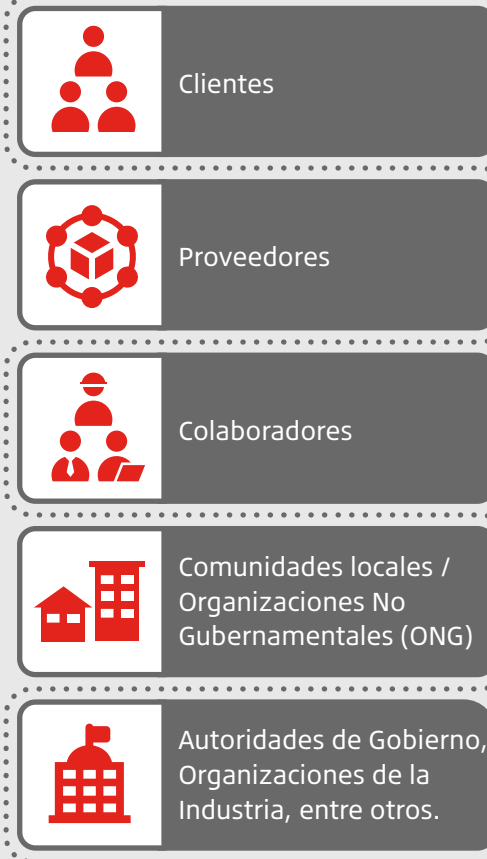 Clientes
Proveedores
Colaboradores
Comunidades locales /
Organizaciones No
Gubernamentales (ONG)
Autoridades de Gobierno,
Organizaciones de la
Industria, entre otros.